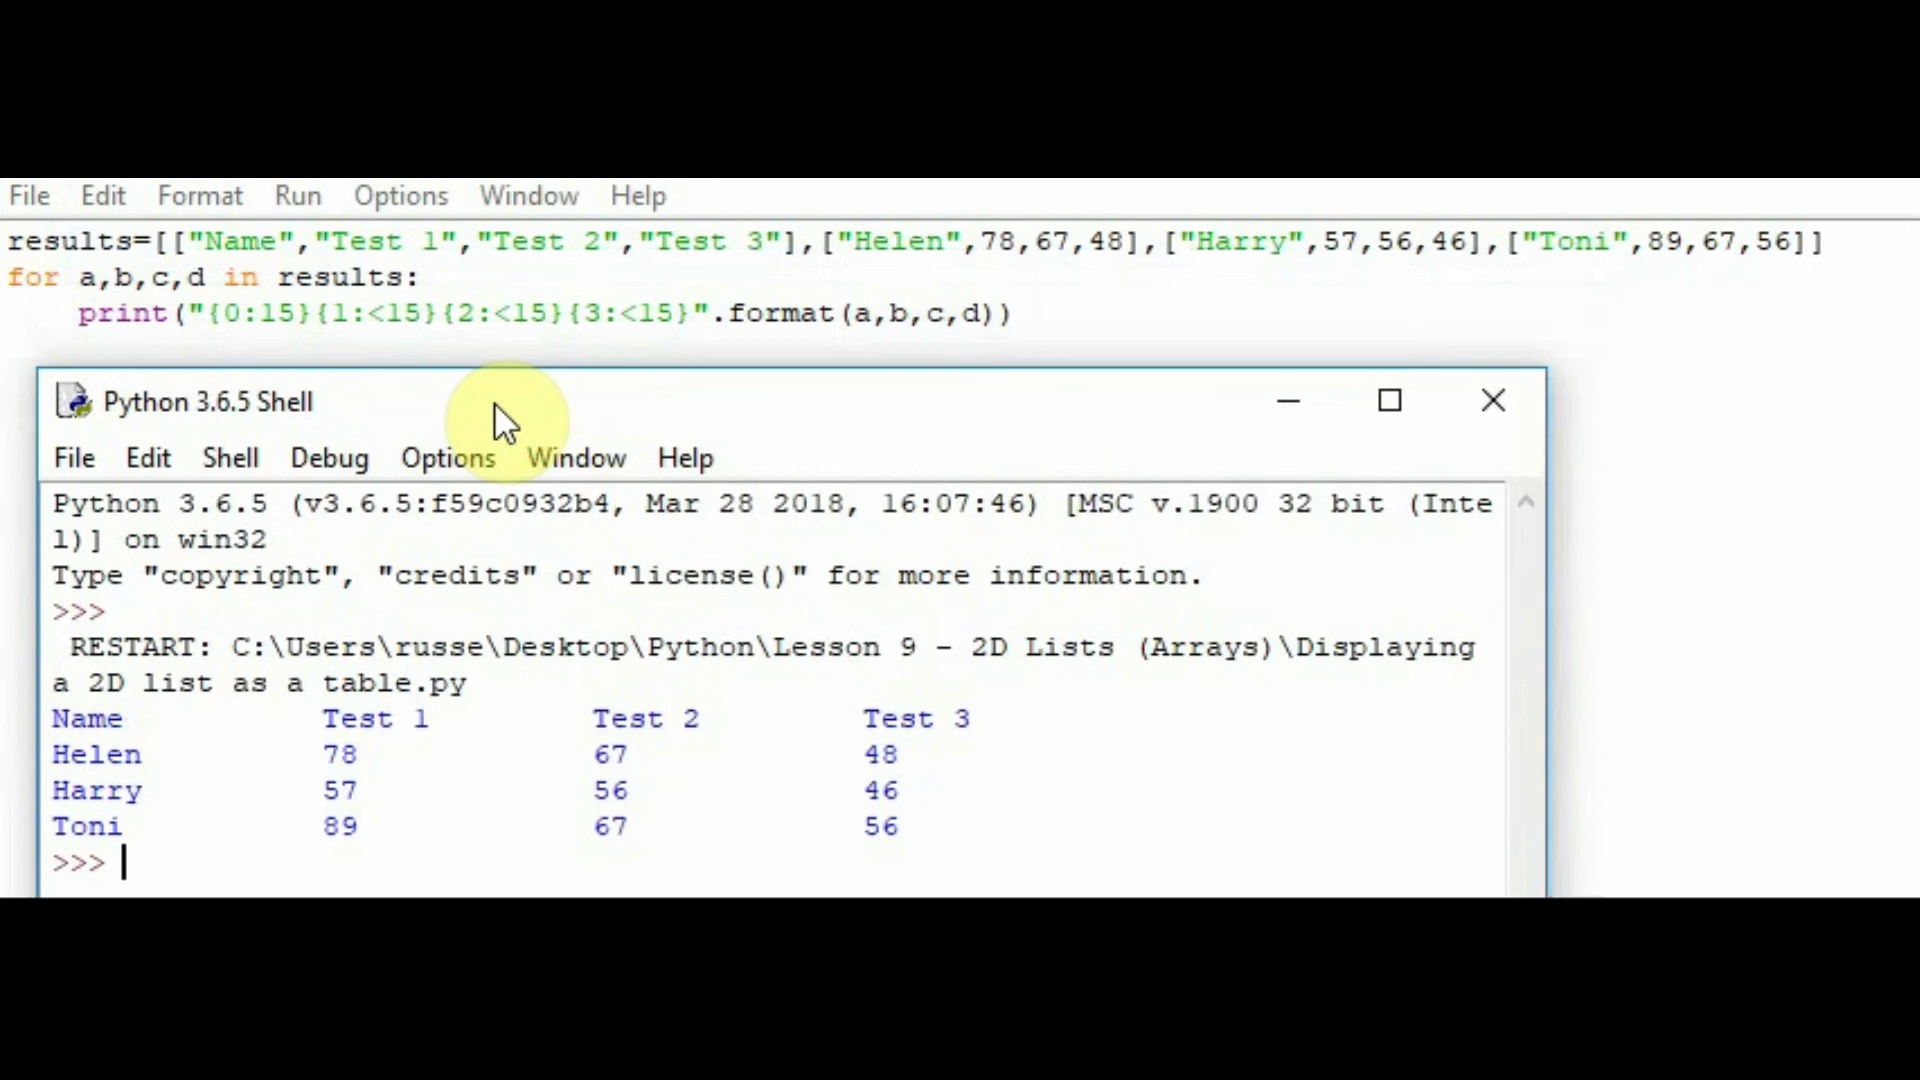 File Edit Format Run Options Window Help
results=[["Name","Test 1","Test 2","Test 3"],["Helen",78,67,48],["Harry",57,56,46],["Toni",89,67,56]]
for a,b,c,d in results:
    print("{0:15}{1:<15}{2:<15}{3:<15}".format(a,b,c,d))
Python 3.6.5 Shell
File Edit Shell Debug Options Window Help
Python 3.6.5 (v3.6.5:f59c0932b4, Mar 28 2018, 16:07:46) [MSC v.1900 32 bit (Inte
l)] on win32
Type "copyright", "credits" or "license()" for more information.
>>>
RESTART: C:\Users\russe\Desktop\Python\Lesson 9 - 2D Lists (Arrays)\Displaying
a 2D list as a table.py
Name Test 1 Test 2 Test 3
Helen 78 67 48
Harry 57 56 46
Toni 89 67 56
>>>